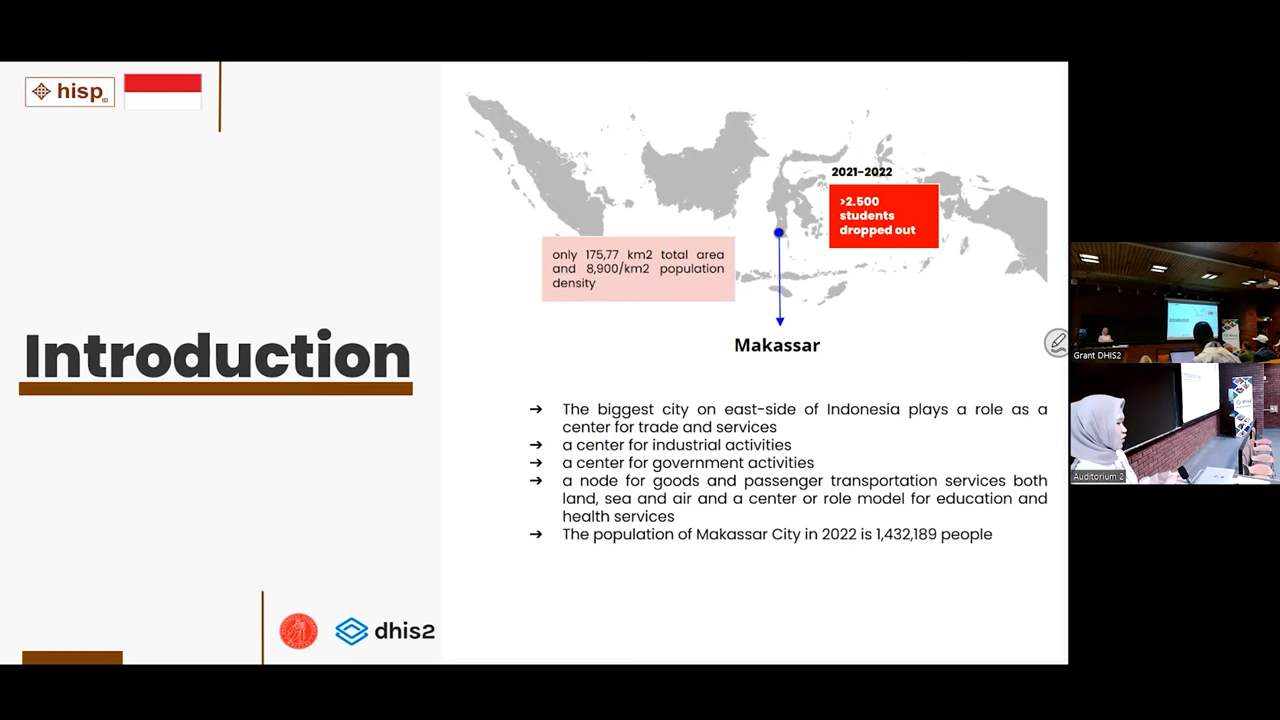 hisp
ID
Introduction
dhis2
2021-2022
>2.500
students
dropped out
only 175,77 km2 total area
and 8,900/km2 population
density
Makassar
➔ The biggest city on east-side of Indonesia plays a role as a
center for trade and services
➔ a center for industrial activities
➔ a center for government activities
➔ a node for goods and passenger transportation services both
land, sea and air and a center or role model for education and
health services
➔ The population of Makassar City in 2022 is 1,432,189 people
Grant DHIS2
Auditorium 2